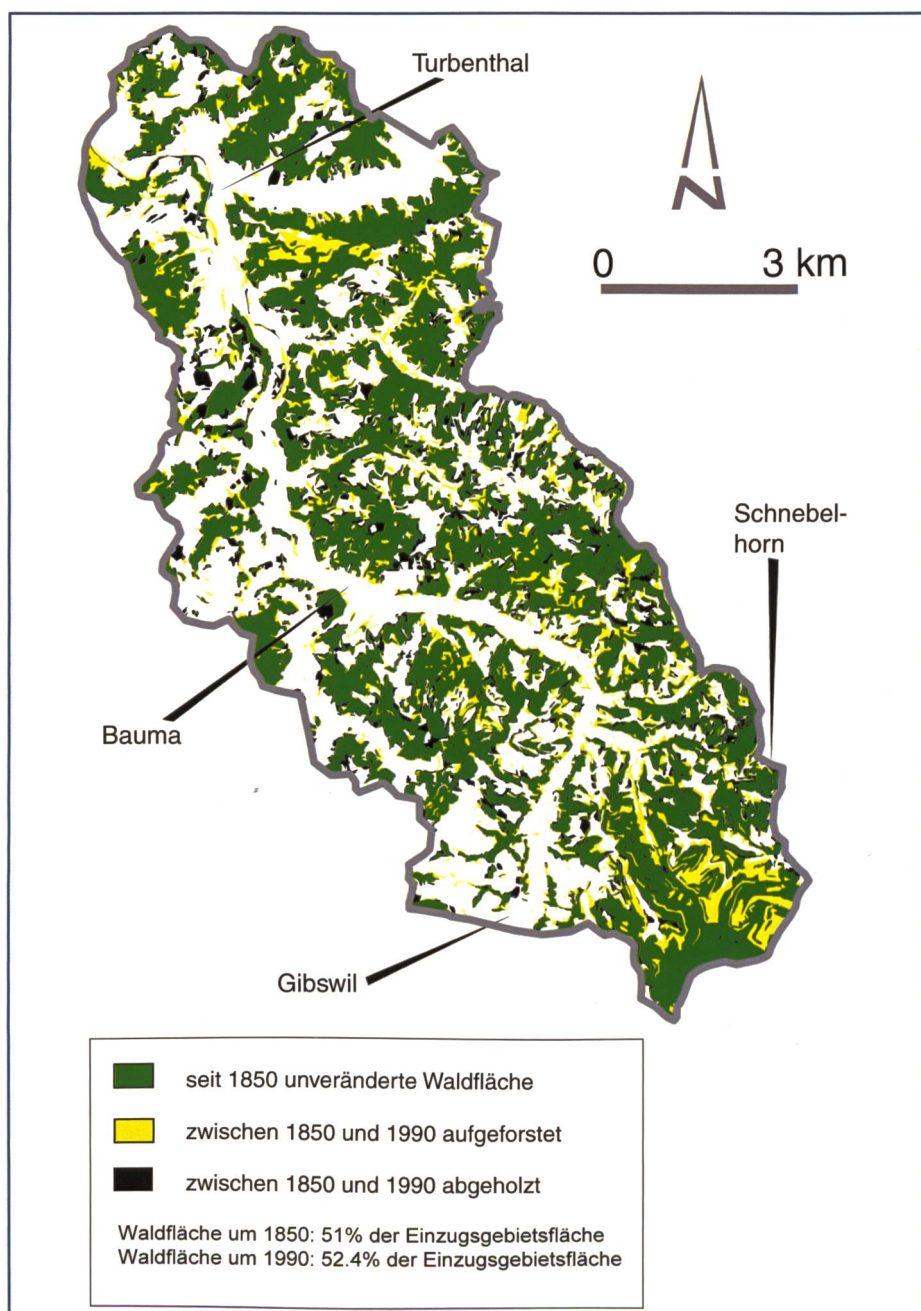 Turbenthal
N
0 3 km
Schnebel-
horn
Bauma
Gibswil
seit 1850 unveränderte Waldfläche
zwischen 1850 und 1990 aufgeforstet
zwischen 1850 und 1990 abgeholzt
Waldfläche um 1850: 51% der Einzugsgebietsfläche
Waldfläche um 1990: 52.4% der Einzugsgebietsfläche